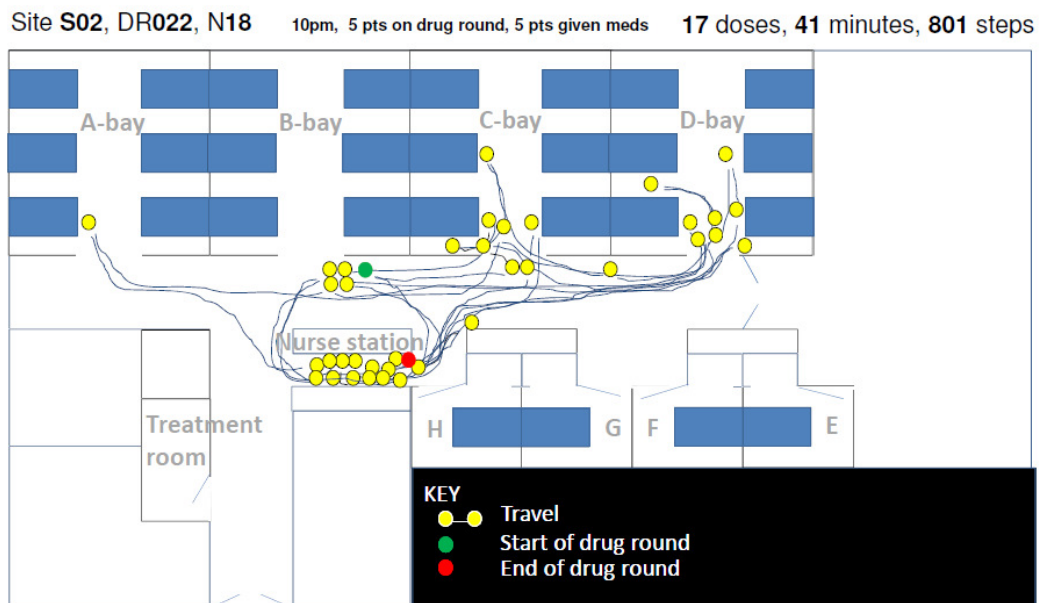 Site S02, DR022, N18 10pm, 5 pts on drug round, 5 pts given meds 17 doses, 41 minutes, 801 steps
A-bay B-bay C-bay D-bay
Nurse station
Treatment
room
H G F E
KEY
Travel
Start of drug round
End of drug round